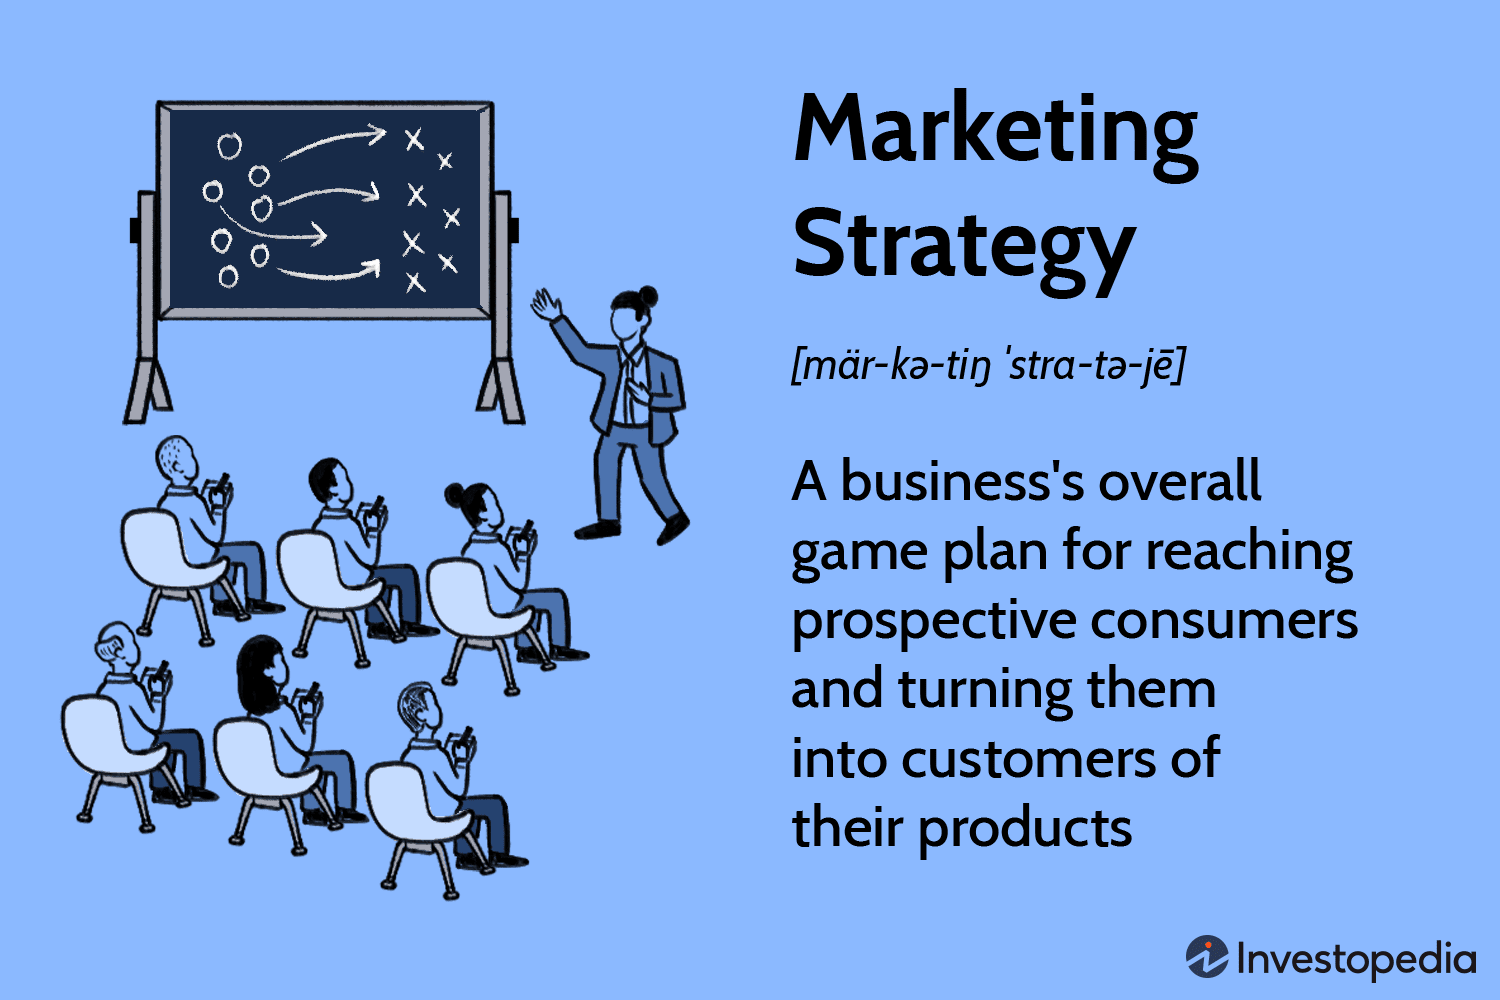 Marketing
Strategy
[mär-kə-tiŋ ˈstra-tə-jē]
A business's overall
game plan for reaching
prospective consumers
and turning them
into customers of
their products
Investopedia